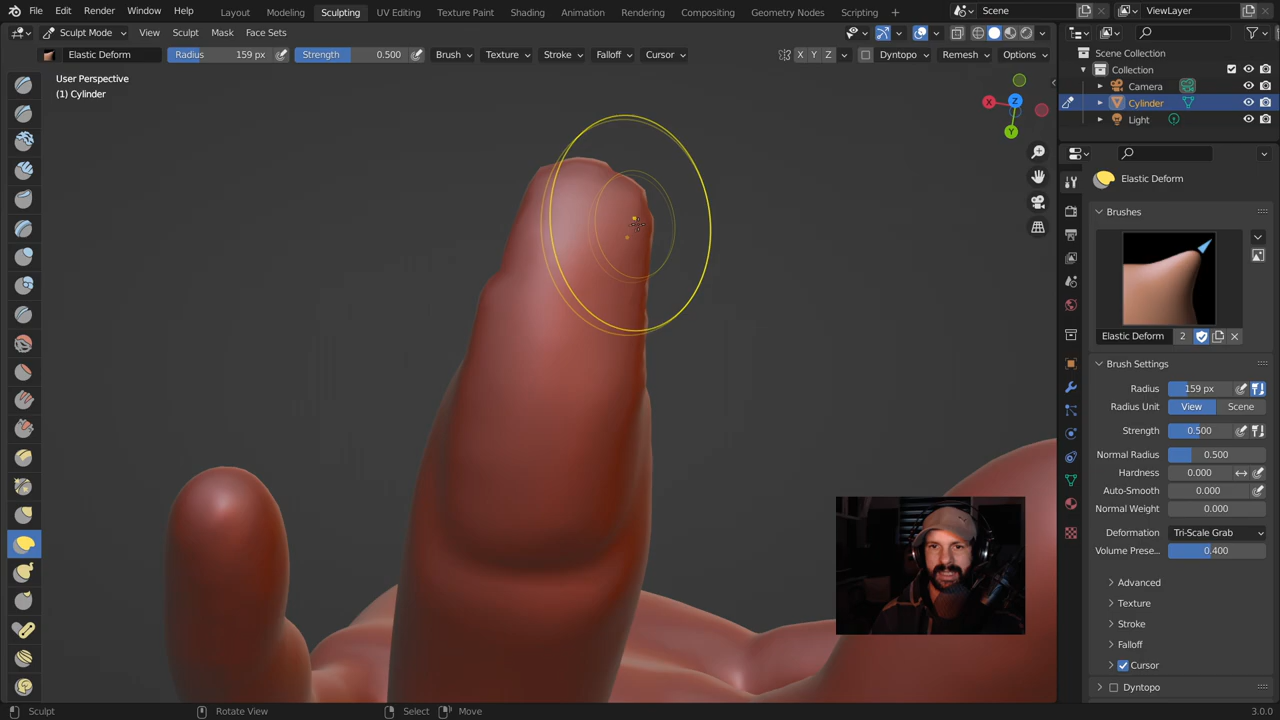 File Edit Render Window Help Layout Modeling Sculpting UV Editing Texture Paint Shading Animation Rendering Compositing Geometry Nodes Scripting + Scene ViewLayer
Sculpt Mode View Sculpt Mask Face Sets
Elastic Deform Radius 159 px Strength 0.500 Brush Texture Stroke Falloff Cursor X Y Z Dyntopo Remesh Options
User Perspective
(1) Cylinder
X
Y
Z
Scene Collection
Collection
Camera
Cylinder
Light
Elastic Deform
Brushes
Elastic Deform 2
Brush Settings
Radius 159 px
Radius Unit View Scene
Strength 0.500
Normal Radius 0.500
Hardness 0.000
Auto-Smooth 0.000
Normal Weight 0.000
Deformation Tri-Scale Grab
Volume Prese... 0.400
Advanced
Texture
Stroke
Falloff
Cursor
Dyntopo
Sculpt Rotate View Select Move 3.0.0